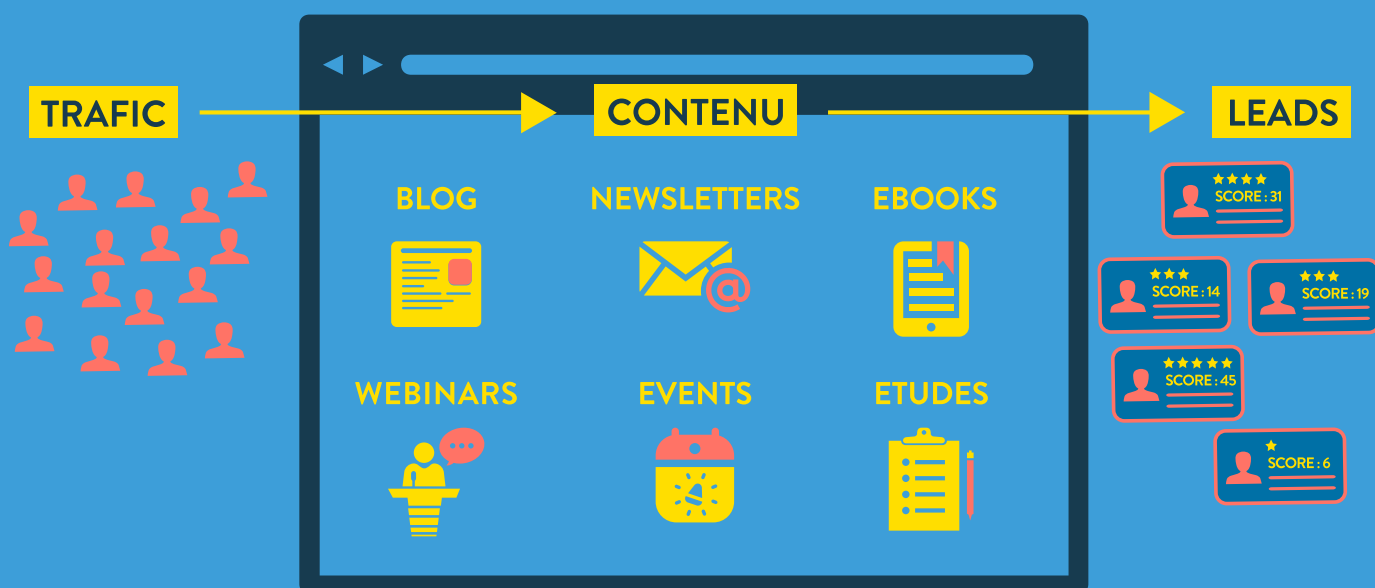 TRAFIC
CONTENU
LEADS
BLOG
NEWSLETTERS
EBOOKS
WEBINARS
EVENTS
ETUDES
SCORE : 31
SCORE : 14
SCORE : 19
SCORE : 45
SCORE : 6
@